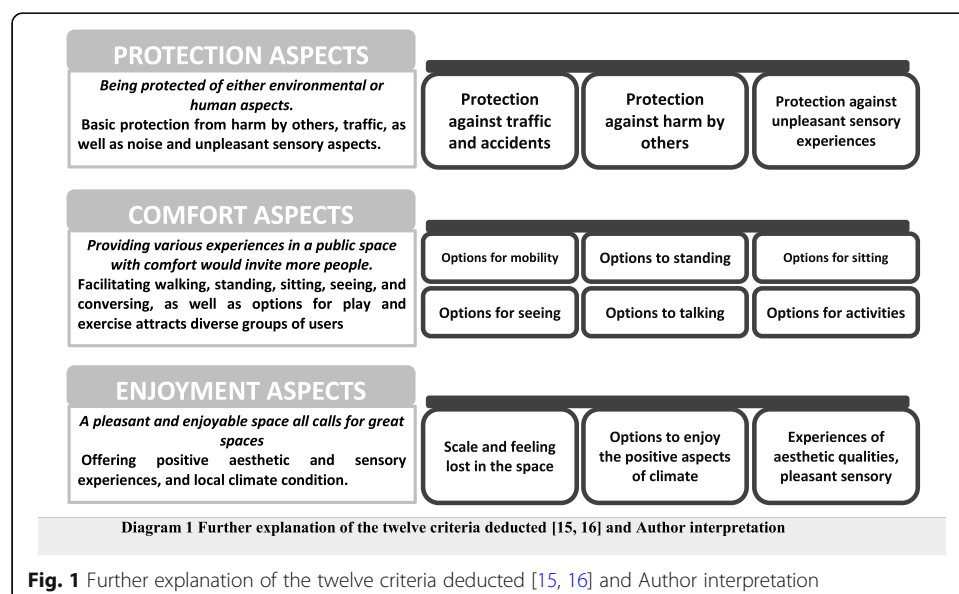 PROTECTION ASPECTS
Being protected of either environmental or
human aspects.
Basic protection from harm by others, traffic, as
well as noise and unpleasant sensory aspects.
Protection
against traffic
and accidents
Protection
against harm by
others
Protection against
unpleasant sensory
experiences
COMFORT ASPECTS
Providing various experiences in a public space
with comfort would invite more people.
Facilitating walking, standing, sitting, seeing, and
conversing, as well as options for play and
exercise attracts diverse groups of users
Options for mobility
Options to standing
Options for sitting
Options for seeing
Options to talking
Options for activities
ENJOYMENT ASPECTS
A pleasant and enjoyable space all calls for great
spaces
Offering positive aesthetic and sensory
experiences, and local climate condition.
Scale and feeling
lost in the space
Options to enjoy
the positive aspects
of climate
Experiences of
aesthetic qualities,
pleasant sensory
Diagram 1 Further explanation of the twelve criteria deducted [15, 16] and Author interpretation
Fig. 1 Further explanation of the twelve criteria deducted [15, 16] and Author interpretation